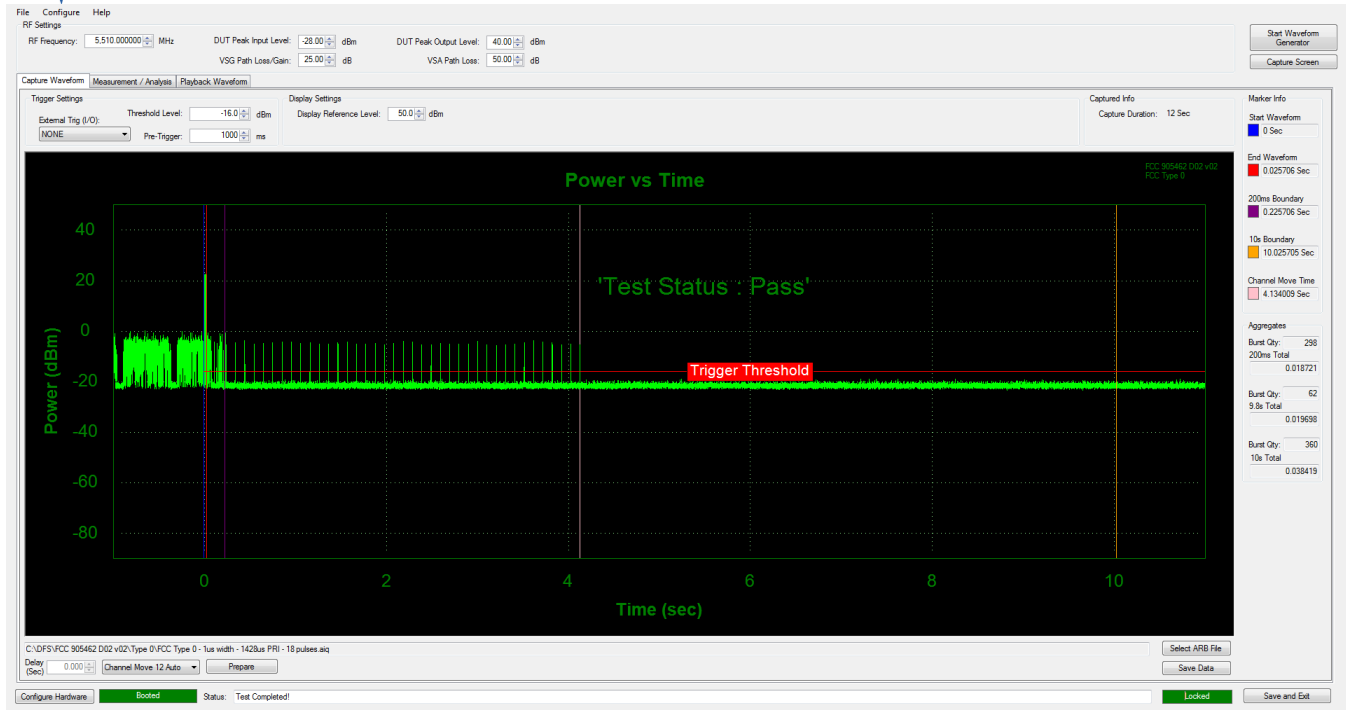 File Configure Help
RF Settings
RF Frequency: 5,510.000000 MHz DUT Peak Input Level: -28.00 dBm DUT Peak Output Level: 40.00 dBm
VSG Path Loss/Gain: 25.00 dB VSA Path Loss: 50.00 dB
Start Waveform
Generator
Capture Screen
Capture Waveform Measurement / Analysis Playback Waveform
Trigger Settings
External Trig (I/O):
NONE
Threshold Level: -16.0 dBm
Pre-Trigger: 1000 ms
Display Settings
Display Reference Level: 50.0 dBm
Captured Info
Capture Duration: 12 Sec
Marker Info
Start Waveform
0 Sec
End Waveform
0.025706 Sec
200ms Boundary
0.225706 Sec
10s Boundary
10.025705 Sec
Channel Move Time
4.134009 Sec
Aggregates
Burst Qty: 298
200ms Total
0.018721
Burst Qty: 62
9.8s Total
0.019698
Burst Qty: 360
10s Total
0.038419
Power vs Time
FCC 905462 D02 v02
FCC Type 0
'Test Status : Pass'
Trigger Threshold
Power (dBm)
40
20
0
-20
-40
-60
-80
0 2 4 6 8 10
Time (sec)
C:\DFS\FCC 905462 D02 v02\Type 0\FCC Type 0 - 1us width - 1428us PRI - 18 pulses.aiq
Select ARB File
Delay
(Sec) 0.000 Channel Move 12 Auto Prepare
Save Data
Configure Hardware Booted Status: Test Completed! Locked Save and Exit